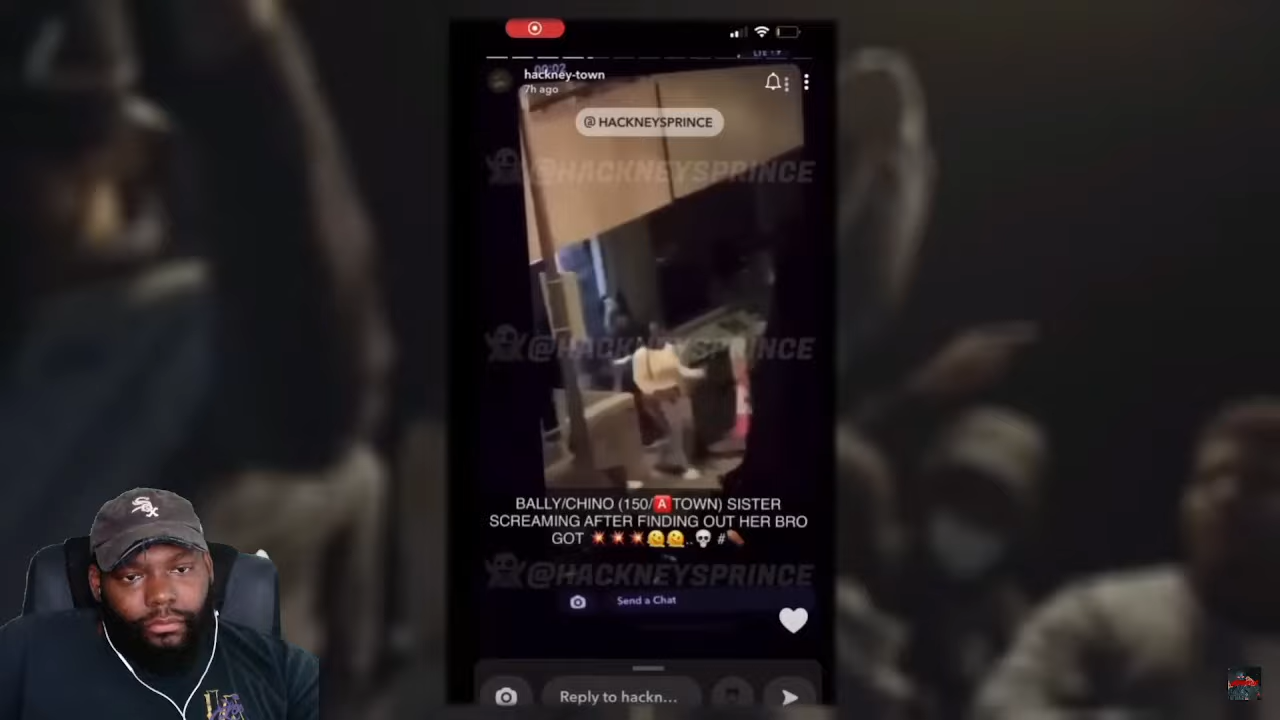 hackney-town
7h ago
@ HACKNEYSPRINCE
@HACKNEYSPRINCE
@HACKNEYSPRINCE
BALLY/CHINO (150/🅰️TOWN) SISTER
SCREAMING AFTER FINDING OUT HER BRO
GOT 💥💥💥🫠🫠..💀 #⚰️
@HACKNEYSPRINCE
Send a Chat
Reply to hackn...